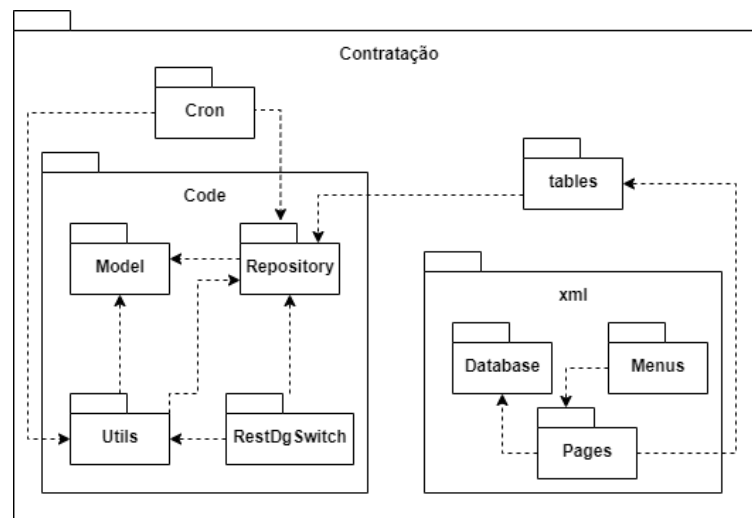 Contratação
Cron
tables
Code
Model
Repository
xml
Database
Menus
Utils
RestDgSwitch
Pages